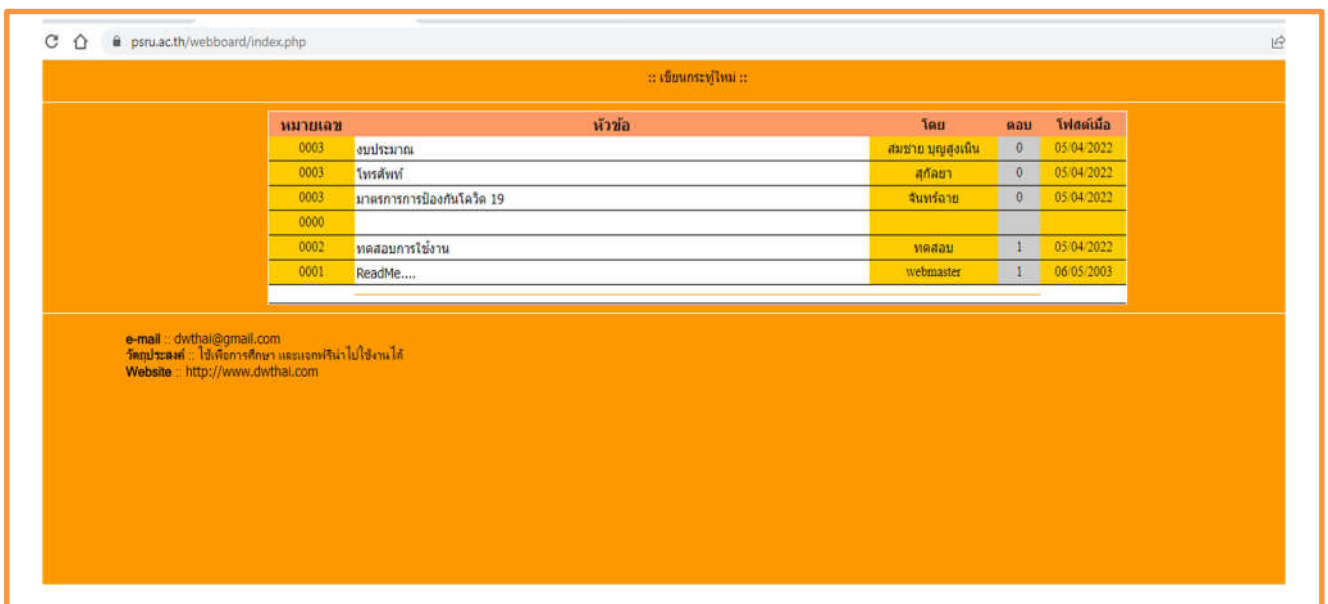 psru.ac.th/webboard/index.php
:: เขียนกระทู้ใหม่ ::
หมายเลข หัวข้อ โดย ตอบ โฟสต์เมื่อ
0003 งบประมาณ สมชาย บุญสูงเนิน 0 05/04/2022
0003 โทรศัพท์ สุกัลยา 0 05/04/2022
0003 มาตรการการป้องกันโควิด 19 จันทร์ฉาย 0 05/04/2022
0000
0002 ทดสอบการใช้งาน ทดสอบ 1 05/04/2022
0001 ReadMe.... webmaster 1 06/05/2003
e-mail :: dwthai@gmail.com
วัตถุประสงค์ :: ใช้เพื่อการศึกษา และแจกฟรีนำไปใช้งานได้
Website :: http://www.dwthai.com